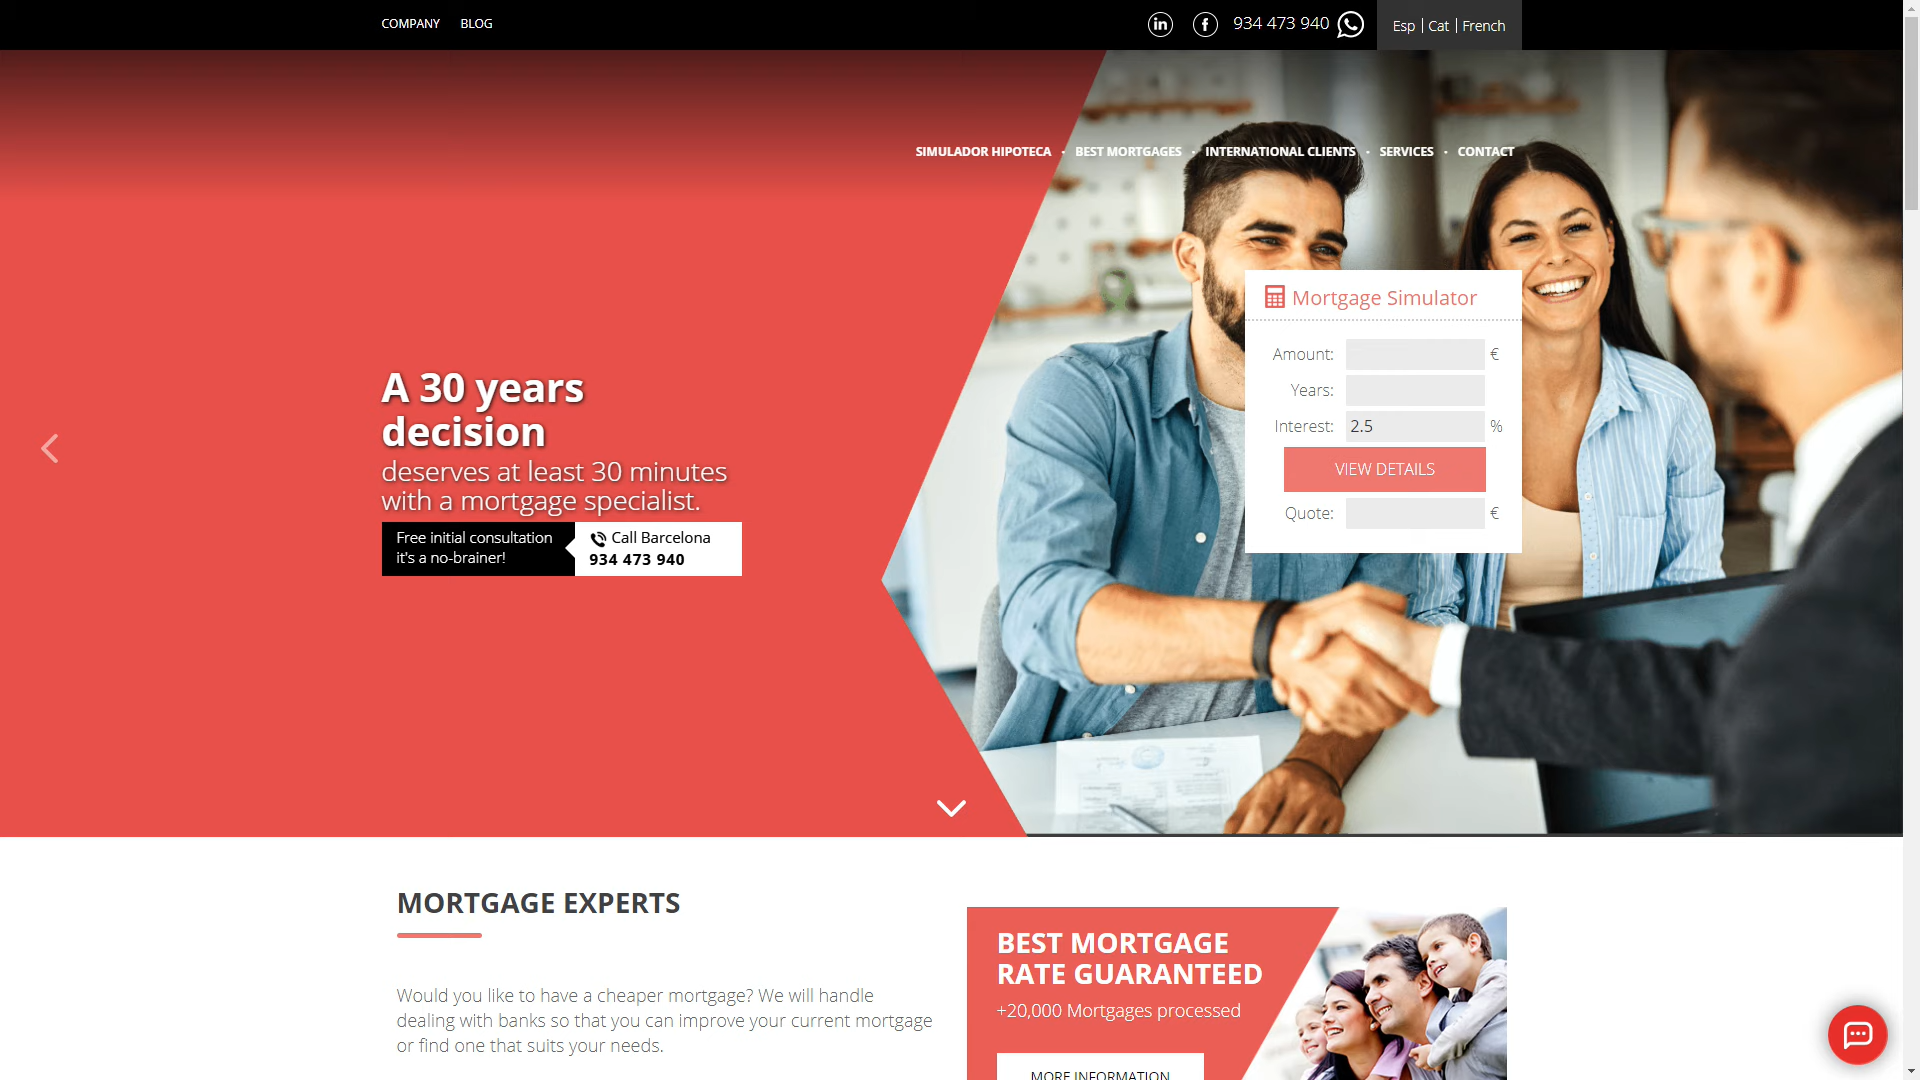 COMPANY BLOG
934 473 940
Esp | Cat | French
SIMULADOR HIPOTECA · BEST MORTGAGES · INTERNATIONAL CLIENTS · SERVICES · CONTACT
A 30 years
decision
deserves at least 30 minutes
with a mortgage specialist.
Free initial consultation
it's a no-brainer!
Call Barcelona
934 473 940
Mortgage Simulator
Amount: €
Years:
Interest: 2.5 %
VIEW DETAILS
Quote: €
MORTGAGE EXPERTS
Would you like to have a cheaper mortgage? We will handle
dealing with banks so that you can improve your current mortgage
or find one that suits your needs.
BEST MORTGAGE
RATE GUARANTEED
+20,000 Mortgages processed
MORE INFORMATION